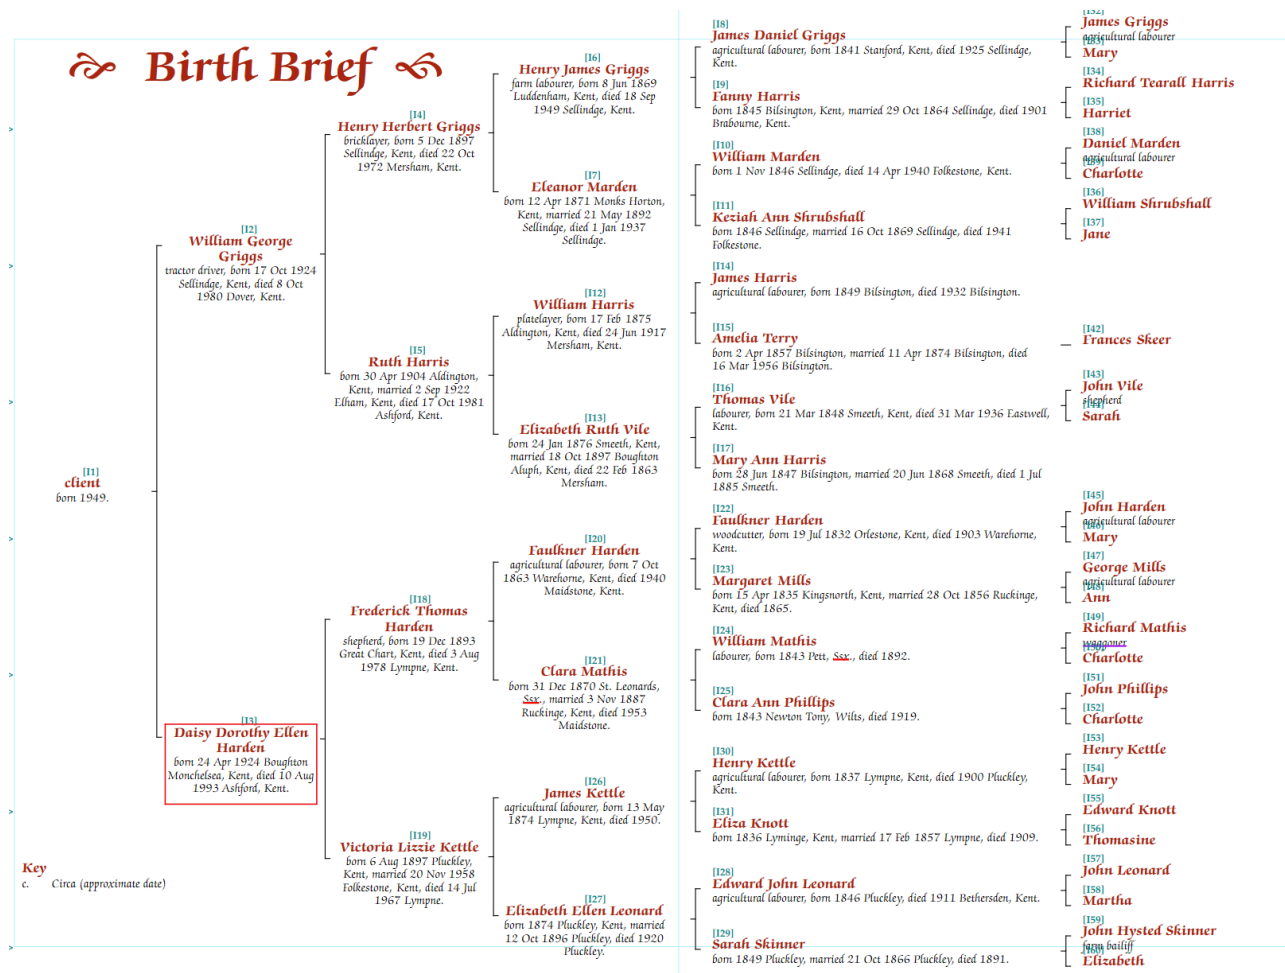 Birth Brief
[I1]
client
born 1949.
Key
c. Circa (approximate date)
[I2]
William George
Griggs
tractor driver, born 17 Oct 1924
Sellindge, Kent, died 8 Oct
1980 Dover, Kent.
[I3]
Daisy Dorothy Ellen
Harden
born 24 Apr 1924 Boughton
Monchelsea, Kent, died 10 Aug
1993 Ashford, Kent.
[I4]
Henry Herbert Griggs
bricklayer, born 5 Dec 1897
Sellindge, Kent, died 22 Oct
1972 Mersham, Kent.
[I5]
Ruth Harris
born 30 Apr 1904 Aldington,
Kent, married 2 Sep 1922
Elham, Kent, died 17 Oct 1981
Ashford, Kent.
[I18]
Frederick Thomas
Harden
shepherd, born 19 Dec 1893
Great Chart, Kent, died 3 Aug
1978 Lympne, Kent.
[I19]
Victoria Lizzie Kettle
born 6 Aug 1897 Pluckley,
Kent, married 20 Nov 1958
Folkestone, Kent, died 14 Jul
1967 Lympne.
[I6]
Henry James Griggs
farm labourer, born 8 Jun 1869
Luddenham, Kent, died 18 Sep
1949 Sellindge, Kent.
[I7]
Eleanor Marden
born 12 Apr 1871 Monks Horton,
Kent, married 21 May 1892
Sellindge, died 1 Jan 1937
Sellindge.
[I12]
William Harris
platelayer, born 17 Feb 1875
Aldington, Kent, died 24 Jun 1917
Mersham, Kent.
[I13]
Elizabeth Ruth Vile
born 24 Jan 1876 Smeeth, Kent,
married 18 Oct 1897 Boughton
Aluph, Kent, died 22 Feb 1863
Mersham.
[I20]
Faulkner Harden
agricultural labourer, born 7 Oct
1863 Warehorne, Kent, died 1940
Maidstone, Kent.
[I21]
Clara Mathis
born 31 Dec 1870 St. Leonards,
Ssx., married 3 Nov 1887
Ruckinge, Kent, died 1953
Maidstone.
[I26]
James Kettle
agricultural labourer, born 13 May
1874 Lympne, Kent, died 1950.
[I27]
Elizabeth Ellen Leonard
born 1874 Pluckley, Kent, married
12 Oct 1896 Pluckley, died 1920
Pluckley.
[I8]
James Daniel Griggs
agricultural labourer, born 1841 Stanford, Kent, died 1925 Sellindge,
Kent.
[I9]
Fanny Harris
born 1845 Bilsington, Kent, married 29 Oct 1864 Sellindge, died 1901
Brabourne, Kent.
[I10]
William Marden
born 1 Nov 1846 Sellindge, died 14 Apr 1940 Folkestone, Kent.
[I11]
Keziah Ann Shrubshall
born 1846 Sellindge, married 16 Oct 1869 Sellindge, died 1941
Folkestone.
[I14]
James Harris
agricultural labourer, born 1849 Bilsington, died 1932 Bilsington.
[I15]
Amelia Terry
born 2 Apr 1857 Bilsington, married 11 Apr 1874 Bilsington, died
16 Mar 1956 Bilsington.
[I16]
Thomas Vile
labourer, born 21 Mar 1848 Smeeth, Kent, died 31 Mar 1936 Eastwell,
Kent.
[I17]
Mary Ann Harris
born 28 Jun 1847 Bilsington, married 20 Jun 1868 Smeeth, died 1 Jul
1885 Smeeth.
[I22]
Faulkner Harden
woodcutter, born 19 Jul 1832 Orlestone, Kent, died 1903 Warehorne,
Kent.
[I23]
Margaret Mills
born 15 Apr 1835 Kingsnorth, Kent, married 28 Oct 1856 Ruckinge,
Kent, died 1865.
[I24]
William Mathis
labourer, born 1843 Pett, Ssx., died 1892.
[I25]
Clara Ann Phillips
born 1843 Newton Tony, Wilts, died 1919.
[I30]
Henry Kettle
agricultural labourer, born 1837 Lympne, Kent, died 1900 Pluckley,
Kent.
[I31]
Eliza Knott
born 1836 Lyminge, Kent, married 17 Feb 1857 Lympne, died 1909.
[I28]
Edward John Leonard
agricultural labourer, born 1846 Pluckley, died 1911 Bethersden, Kent.
[I29]
Sarah Skinner
born 1849 Pluckley, married 21 Oct 1866 Pluckley, died 1891.
[I32]
James Griggs
agricultural labourer
[I33]
Mary
[I34]
Richard Tearall Harris
[I35]
Harriet
[I38]
Daniel Marden
agricultural labourer
[I39]
Charlotte
[I36]
William Shrubshall
[I37]
Jane
[I42]
Frances Skeer
[I43]
John Vile
shepherd
Sarah
[I45]
John Harden
agricultural labourer
Mary
[I47]
George Mills
agricultural labourer
[I48]
Ann
[I49]
Richard Mathis
waggoner
Charlotte
[I51]
John Phillips
[I52]
Charlotte
[I53]
Henry Kettle
[I54]
Mary
[I55]
Edward Knott
[I56]
Thomasine
[I57]
John Leonard
[I58]
Martha
[I59]
John Hysted Skinner
farm bailiff
Elizabeth